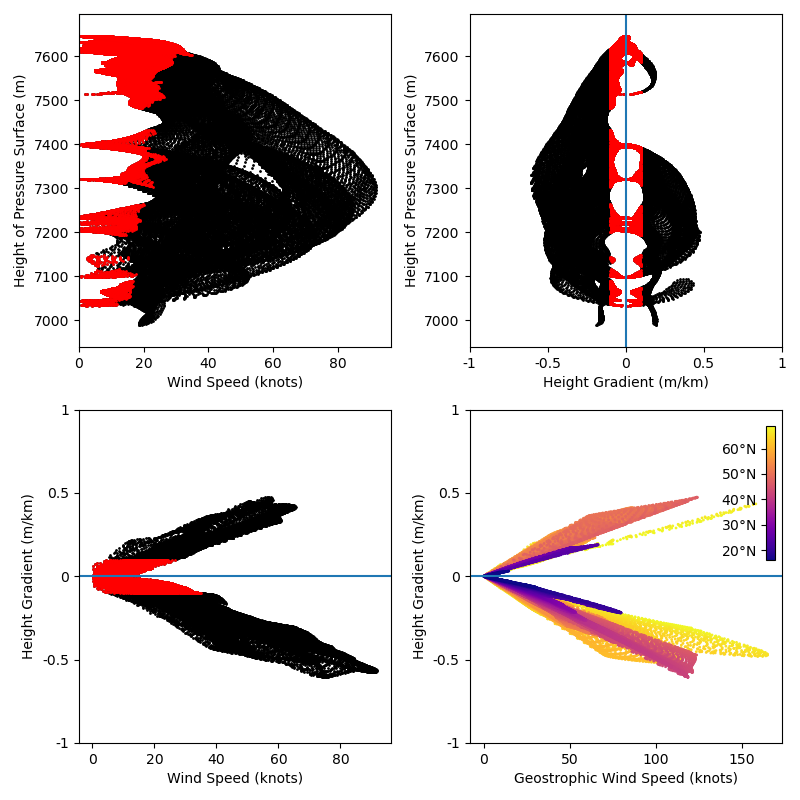 Height of Pressure Surface (m)
7600
7500
7400
7300
7200
7100
7000
0 20 40 60 80
Wind Speed (knots)
Height of Pressure Surface (m)
7600
7500
7400
7300
7200
7100
7000
-1 -0.5 0 0.5 1
Height Gradient (m/km)
Height Gradient (m/km)
1
0.5
0
-0.5
-1
0 20 40 60 80
Wind Speed (knots)
Height Gradient (m/km)
1
0.5
0
-0.5
-1
60°N
50°N
40°N
30°N
20°N
0 50 100 150
Geostrophic Wind Speed (knots)